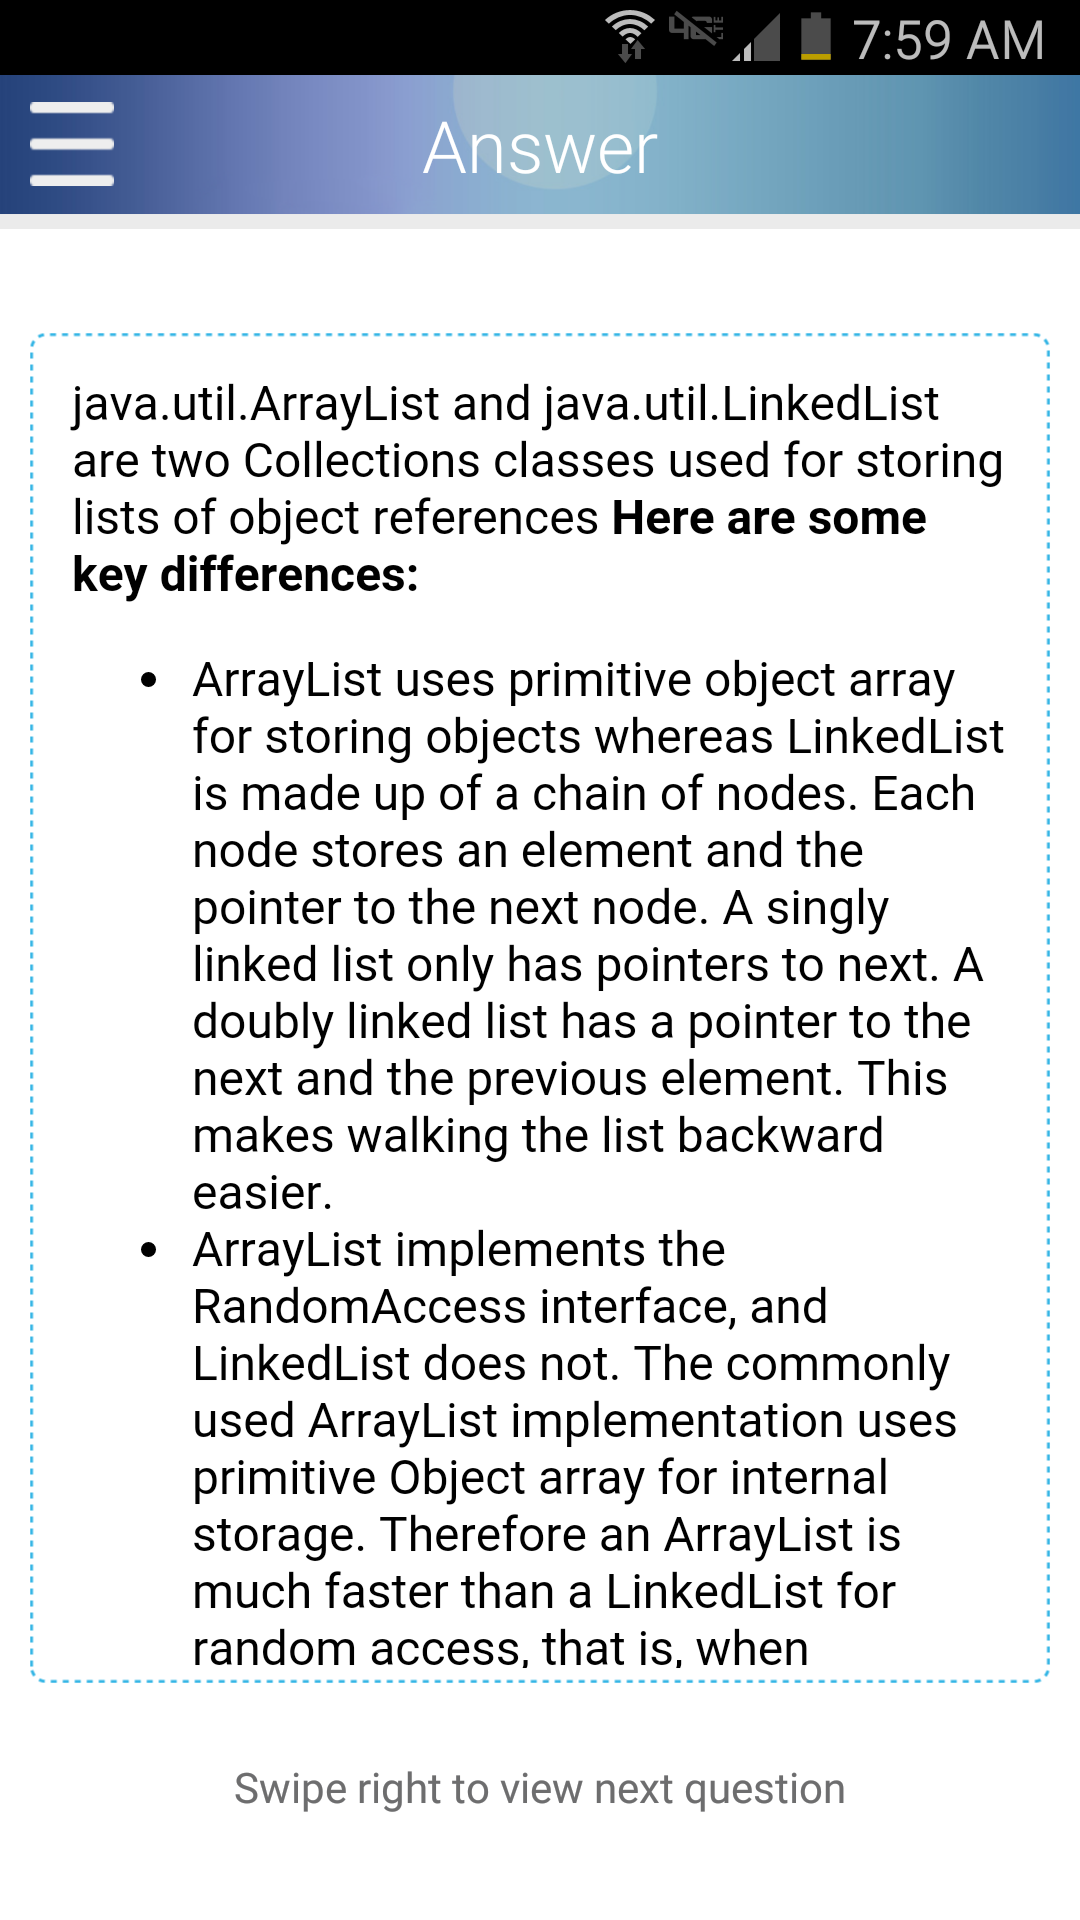 4G LTE 7:59 AM
Answer
java.util.ArrayList and java.util.LinkedList
are two Collections classes used for storing
lists of object references Here are some
key differences:
• ArrayList uses primitive object array
for storing objects whereas LinkedList
is made up of a chain of nodes. Each
node stores an element and the
pointer to the next node. A singly
linked list only has pointers to next. A
doubly linked list has a pointer to the
next and the previous element. This
makes walking the list backward
easier.
• ArrayList implements the
RandomAccess interface, and
LinkedList does not. The commonly
used ArrayList implementation uses
primitive Object array for internal
storage. Therefore an ArrayList is
much faster than a LinkedList for
random access, that is, when
Swipe right to view next question